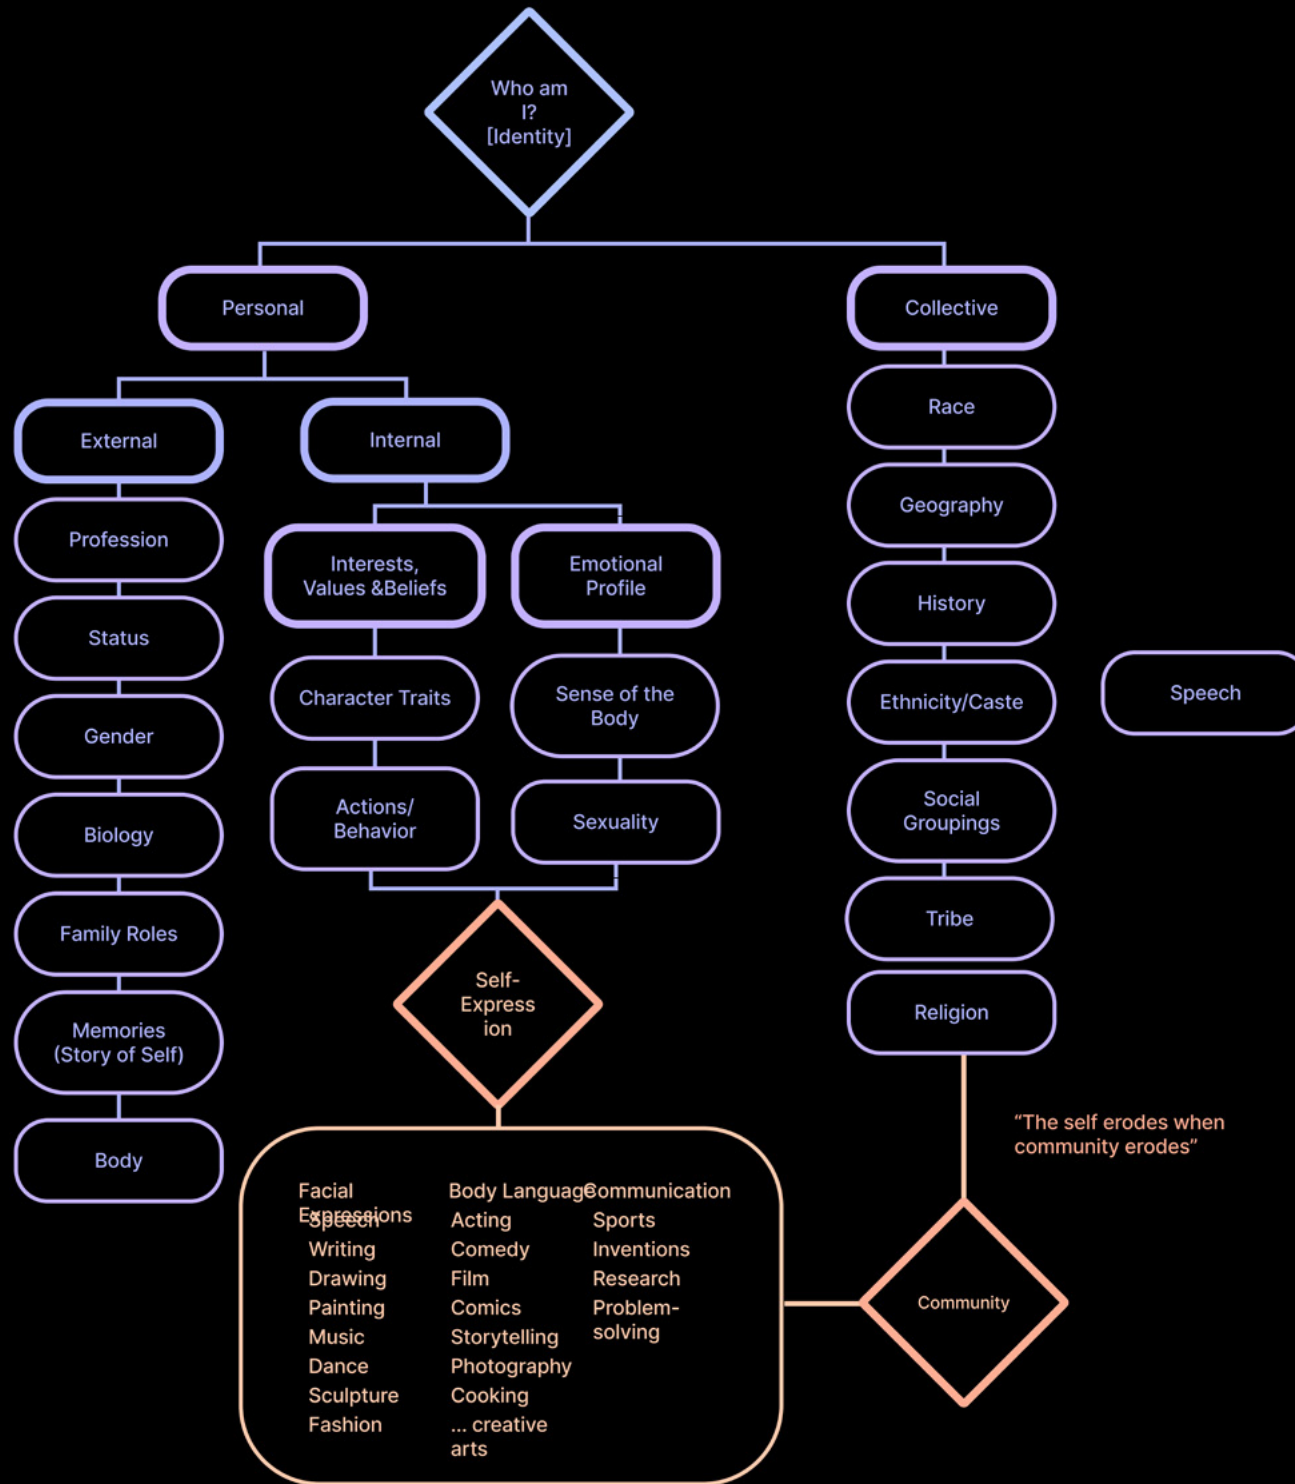 Who am
I?
[Identity]
Personal
Collective
External
Internal
Race
Geography
History
Ethnicity/Caste
Social
Groupings
Tribe
Religion
Speech
Profession
Status
Gender
Biology
Family Roles
Memories
(Story of Self)
Body
Interests,
Values &Beliefs
Character Traits
Actions/
Behavior
Emotional
Profile
Sense of the
Body
Sexuality
Self-
Express
ion
Facial
Expressions
Speech
Writing
Drawing
Painting
Music
Dance
Sculpture
Fashion
Body Language
Acting
Comedy
Film
Comics
Storytelling
Photography
Cooking
... creative
arts
Communication
Sports
Inventions
Research
Problem-
solving
Community
“The self erodes when
community erodes”